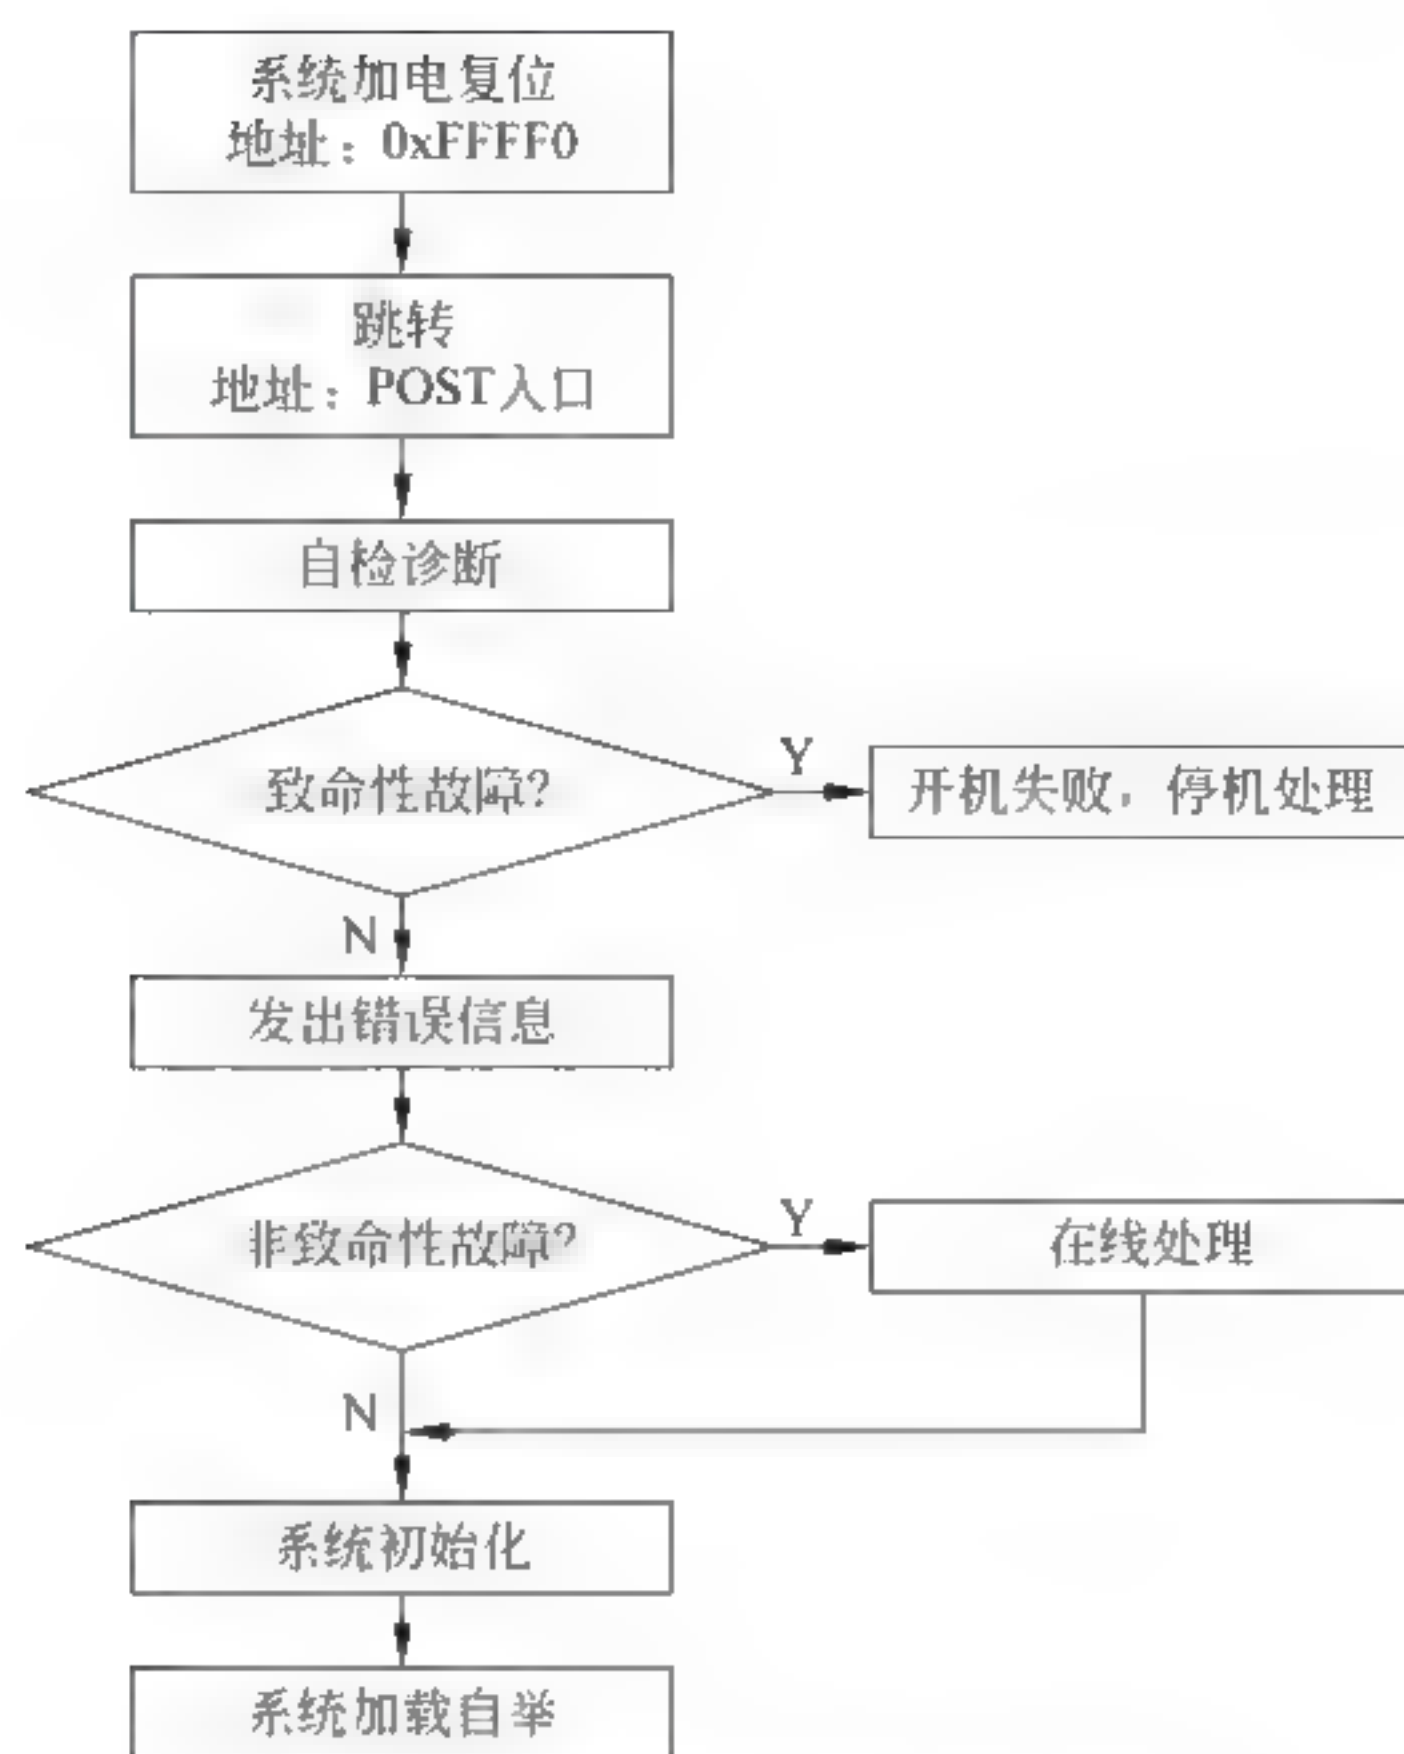 系统加电复位
地址：0xFFFF0
跳转
地址：POST入口
自检诊断
致命性故障?
Y
开机失败，停机处理
N
发出错误信息
非致命性故障?
Y
在线处理
N
系统初始化
系统加载自举